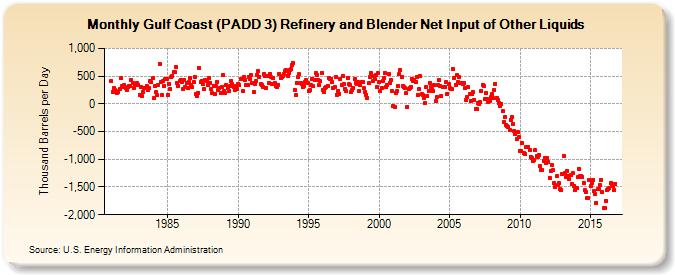 Monthly Gulf Coast (PADD 3) Refinery and Blender Net Input of Other Liquids
Thousand Barrels per Day
1,000
500
0
-500
-1,000
-1,500
-2,000
1985 1990 1995 2000 2005 2010 2015
Source: U.S. Energy Information Administration